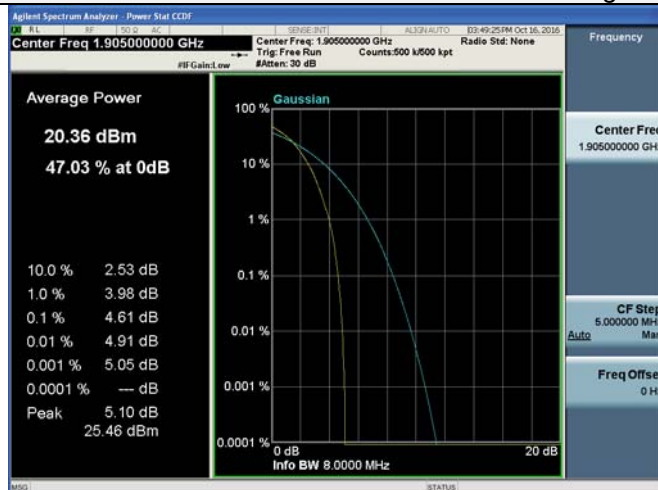 Agilent Spectrum Analyzer - Power Stat CCDF
RL RF 50 Ω AC SENSE:INT ALIGN AUTO 03:49:25 PM Oct 16, 2016
Center Freq 1.905000000 GHz
Center Freq: 1.905000000 GHz
Radio Std: None
Trig: Free Run Counts:500 k/500 kpt
#IFGain:Low
#Atten: 30 dB
Frequency
Average Power
20.36 dBm
47.03 % at 0dB
10.0 % 2.53 dB
1.0 % 3.98 dB
0.1 % 4.61 dB
0.01 % 4.91 dB
0.001 % 5.05 dB
0.0001 % --- dB
Peak 5.10 dB
25.46 dBm
100 %
Gaussian
10 %
1 %
0.1 %
0.01 %
0.001 %
0.0001 %
0 dB
20 dB
Info BW 8.0000 MHz
Center Fre
1.905000000 GH
CF Ste
5.000000 MH
Auto Ma
Freq Offse
0 H
MSG
STATUS